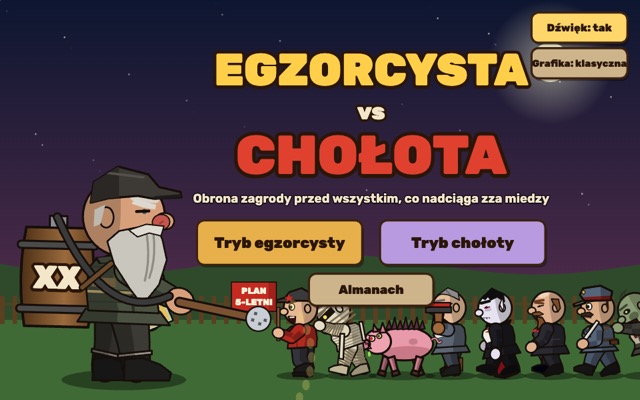 Dźwięk: tak
Grafika: klasyczna
EGZORCYSTA
vs
CHOŁOTA
Obrona zagrody przed wszystkim, co nadciąga zza miedzy
Tryb egzorcysty
Tryb chołoty
Almanach
XX
PLAN
5-LETNI